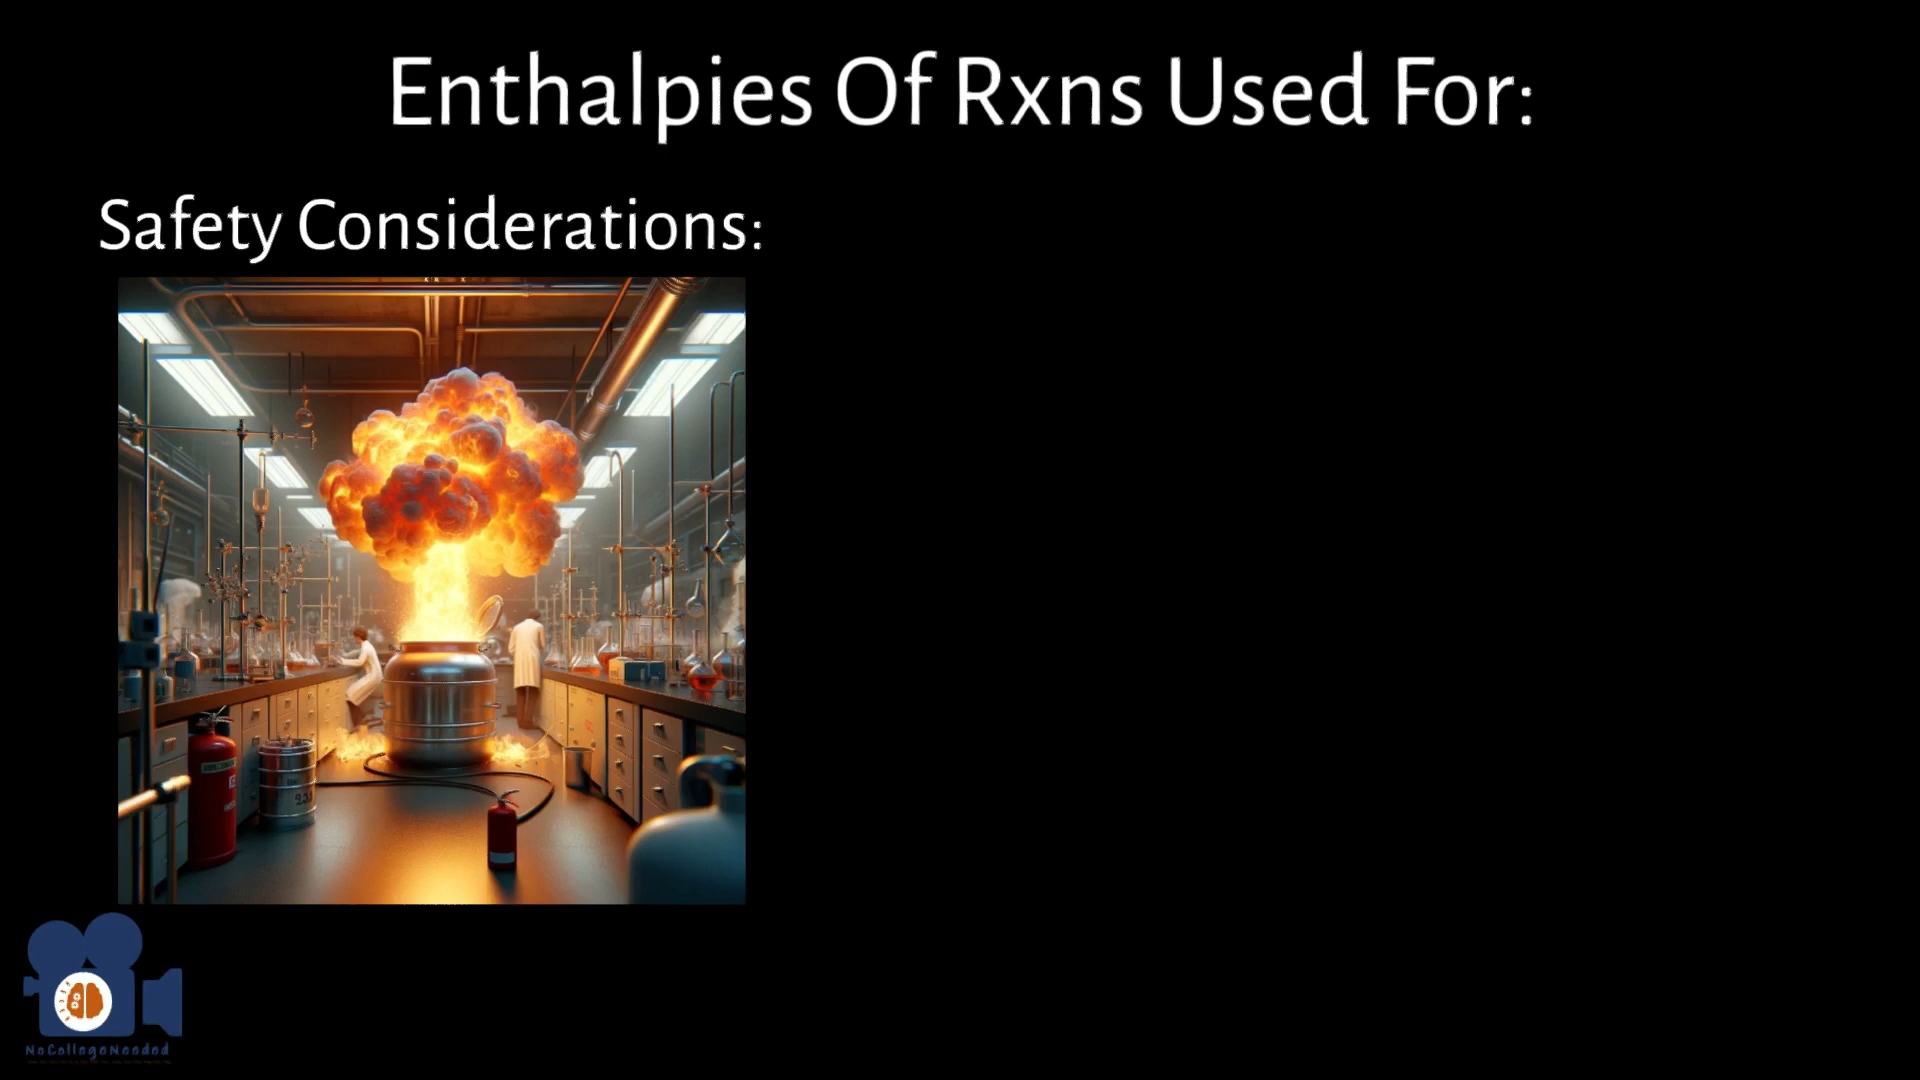 Enthalpies Of Rxns Used For:
Safety Considerations:
NoCollegeNeeded